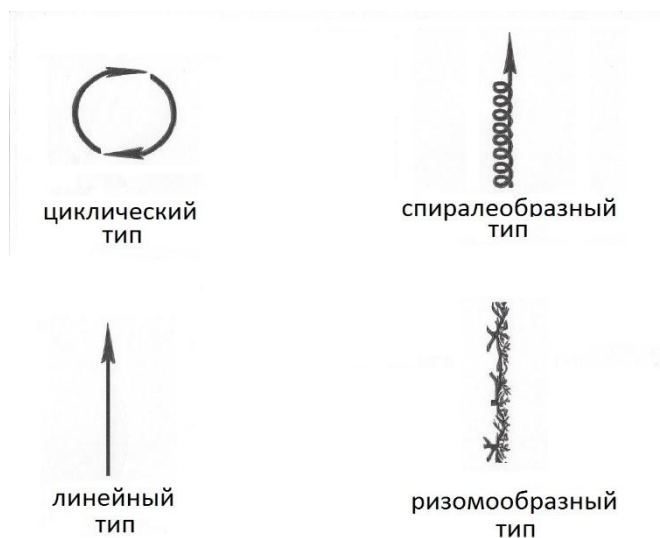 циклический
тип
спиралеобразный
тип
линейный
тип
ризомообразный
тип